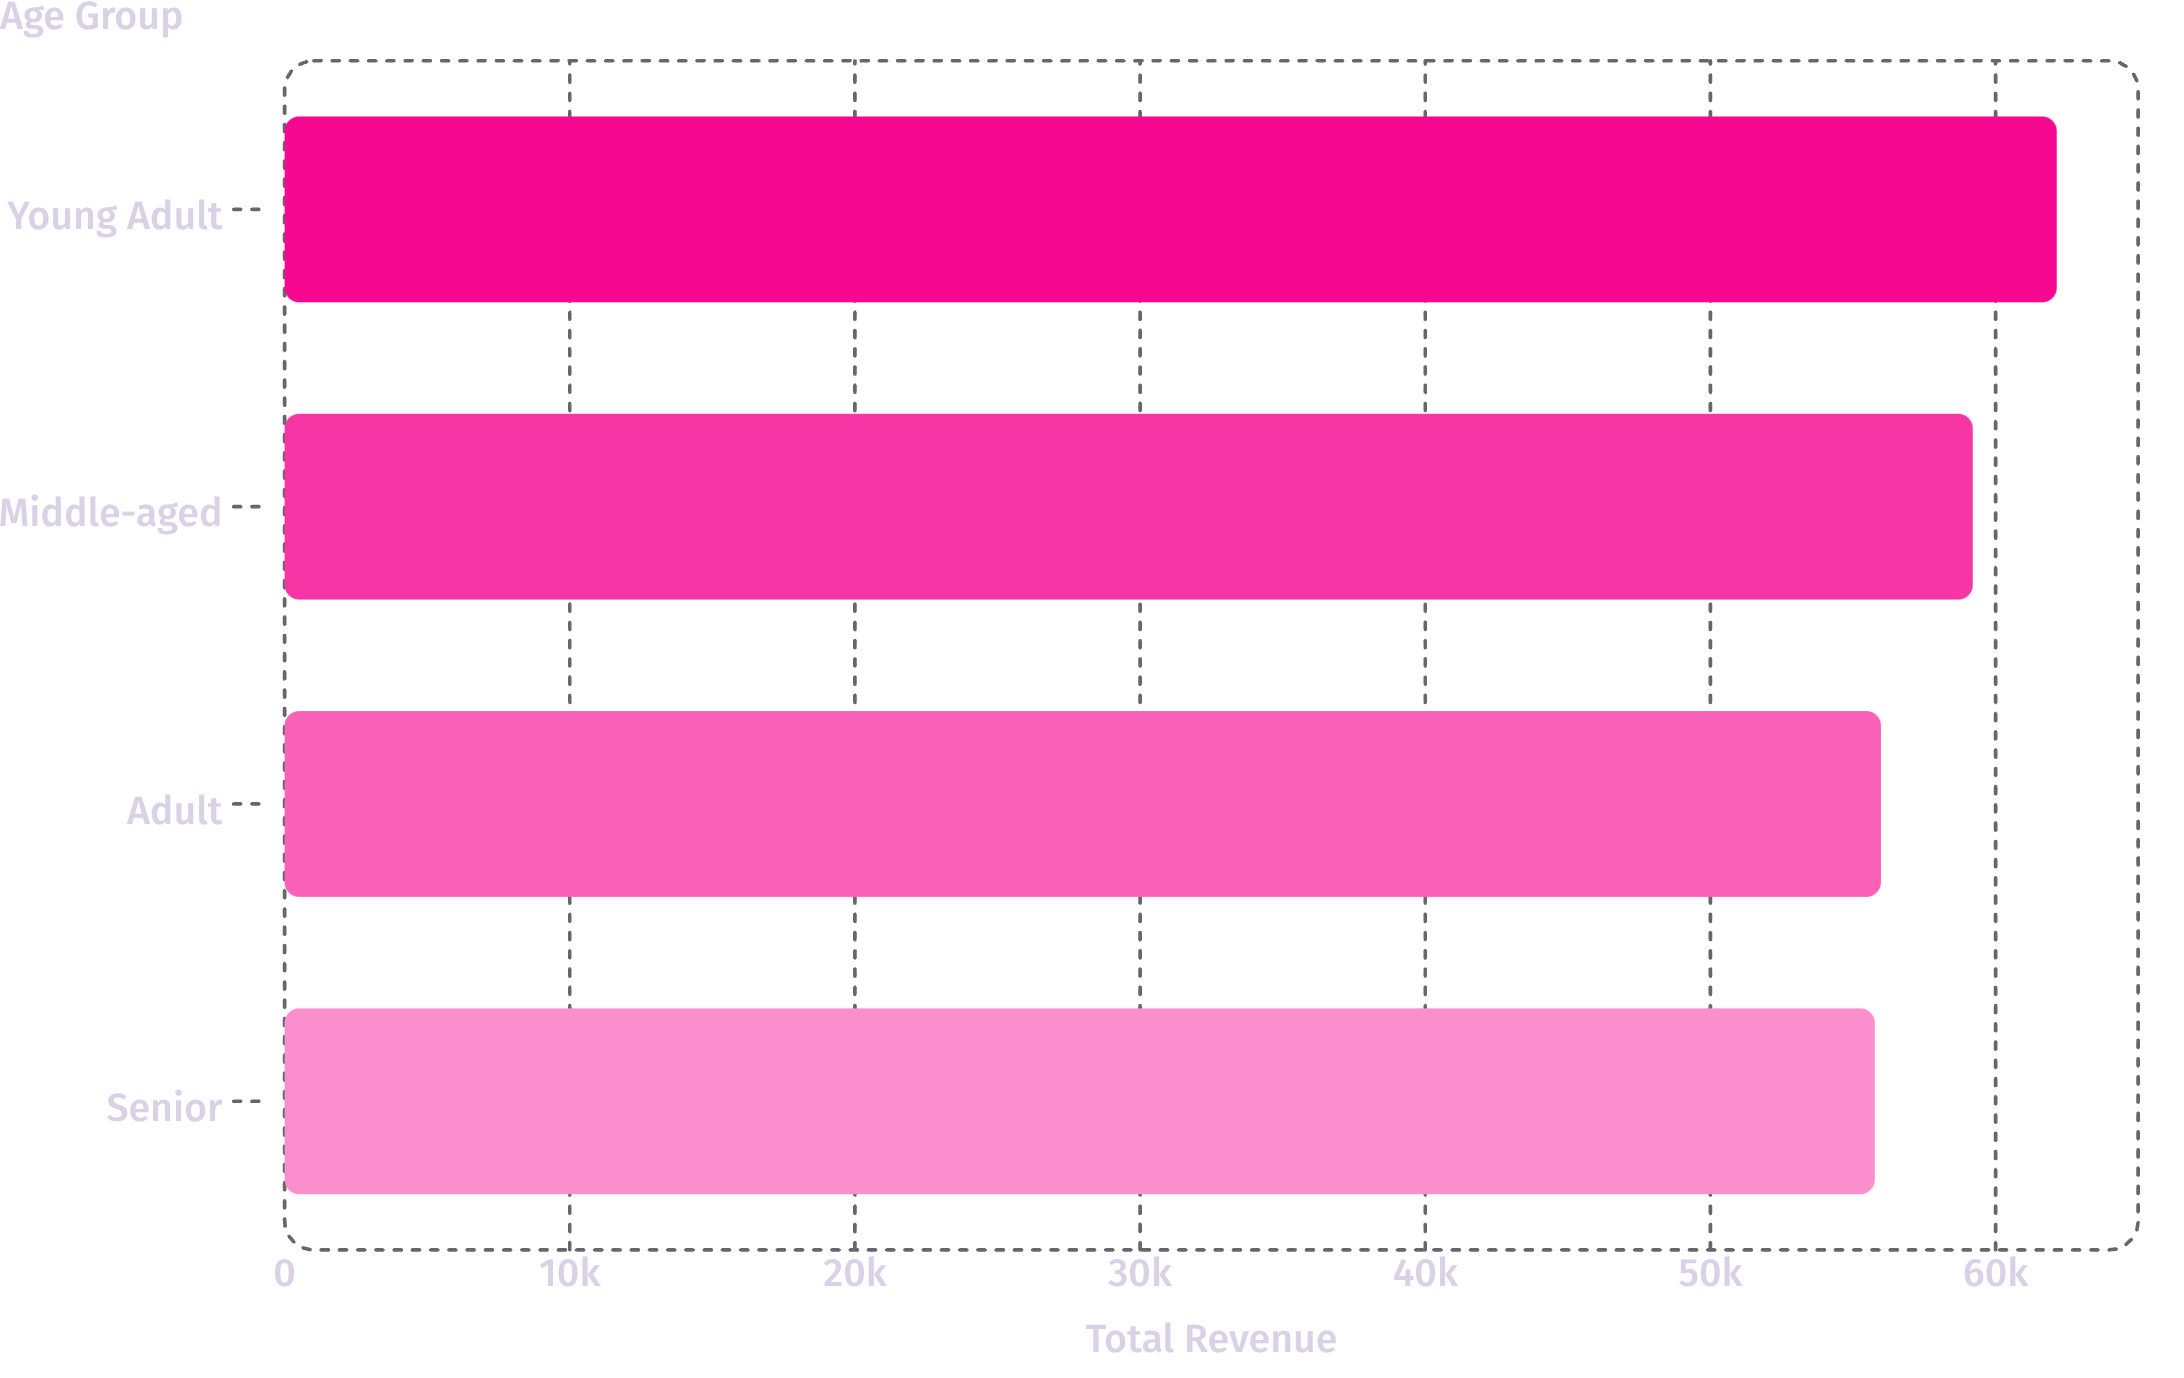 Age Group
Young Adult
Middle-aged
Adult
Senior
0 10k 20k 30k 40k 50k 60k
Total Revenue